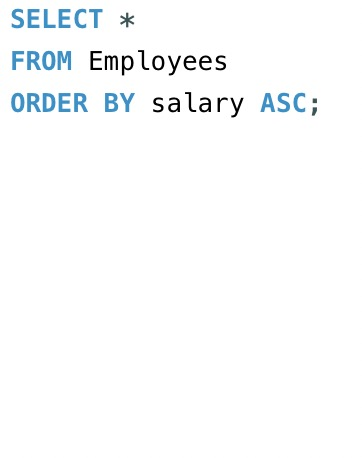 SELECT *
FROM Employees
ORDER BY salary ASC;